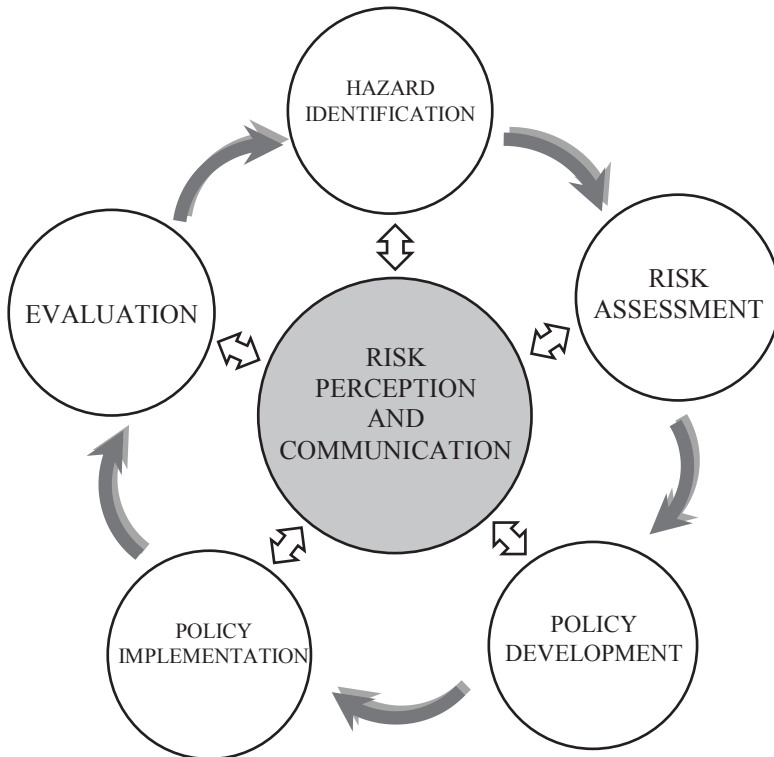 HAZARD
IDENTIFICATION
RISK
ASSESSMENT
POLICY
DEVELOPMENT
POLICY
IMPLEMENTATION
EVALUATION
RISK
PERCEPTION
AND
COMMUNICATION